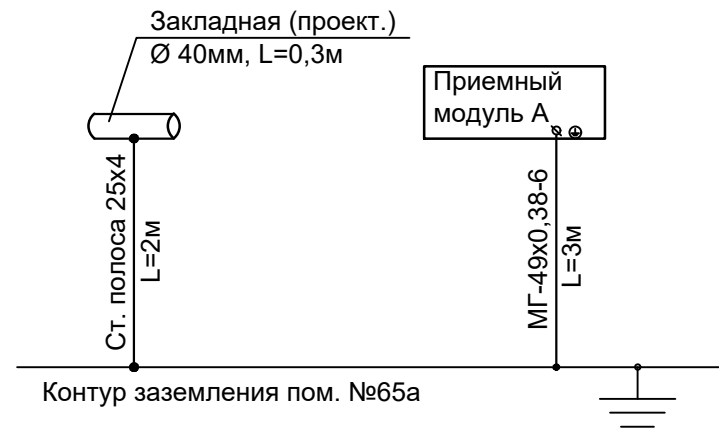 Закладная (проект.)
Ø 40мм, L=0,3м
Приемный
модуль А
Ст. полоса 25х4
L=2м
МГ-49х0,38-6
L=3м
Контур заземления пом. №65а